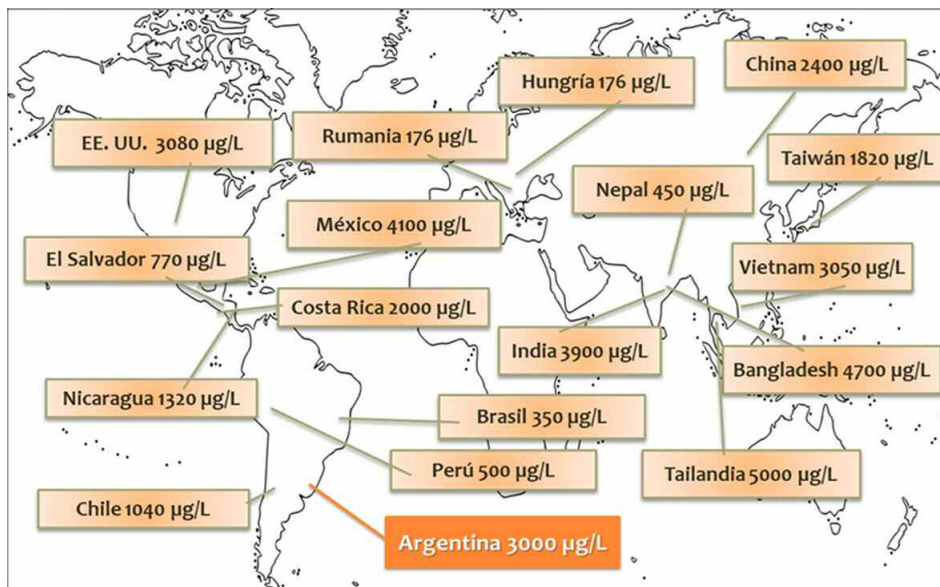 Hungría 176 µg/L
China 2400 µg/L
EE. UU. 3080 µg/L
Rumania 176 µg/L
Taiwán 1820 µg/L
Nepal 450 µg/L
México 4100 µg/L
El Salvador 770 µg/L
Vietnam 3050 µg/L
Costa Rica 2000 µg/L
India 3900 µg/L
Bangladesh 4700 µg/L
Nicaragua 1320 µg/L
Brasil 350 µg/L
Perú 500 µg/L
Tailandia 5000 µg/L
Chile 1040 µg/L
Argentina 3000 µg/L